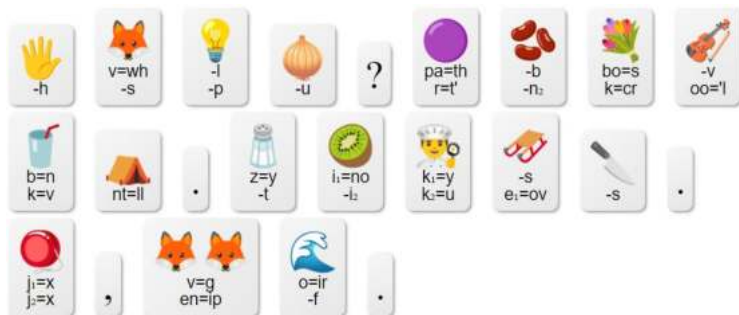 -h v=wh -s -l -p -u ? pa=th r=t' -b -n₂ bo=s k=cr -v oo='l
b=n k=v nt=ll . z=y -t i₁=no -i₂ k₁=y k₂=u -s e₁=ov -s .
j₁=x j₂=x , v=g en=ip o=ir -f .